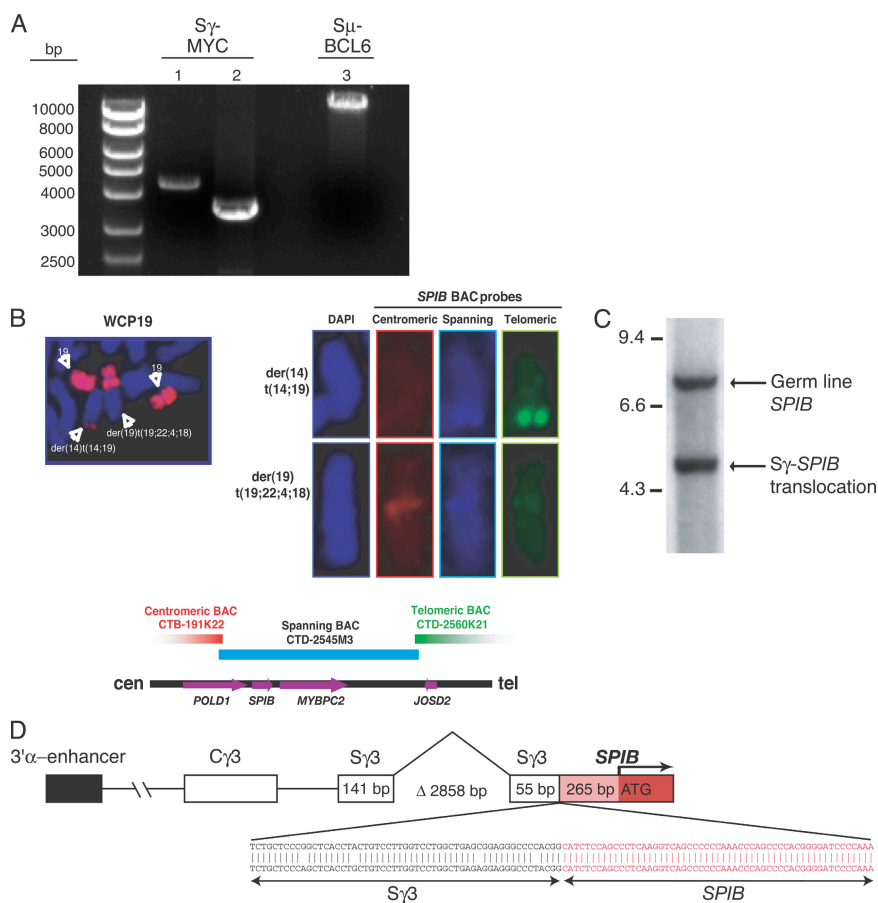 A
bp
Sγ-
MYC
Sμ-
BCL6
1 2 3
10000
8000
6000
5000
4000
3000
2500
B
WCP19
19
19
der(19)t(19;22;4;18)
der(14)t(14;19)
SPIB BAC probes
DAPI Centromeric Spanning Telomeric
der(14)
t(14;19)
der(19)
t(19;22;4;18)
Centromeric BAC
CTB-191K22
Spanning BAC
CTD-2545M3
Telomeric BAC
CTD-2560K21
cen tel
POLD1 SPIB MYBPC2 JOSD2
C
9.4
6.6
4.3
Germ line
SPIB
Sγ-SPIB
translocation
D
3'α–enhancer Cγ3 Sγ3 Sγ3 SPIB
141 bp Δ 2858 bp 55 bp 265 bp ATG
Sγ3 SPIB